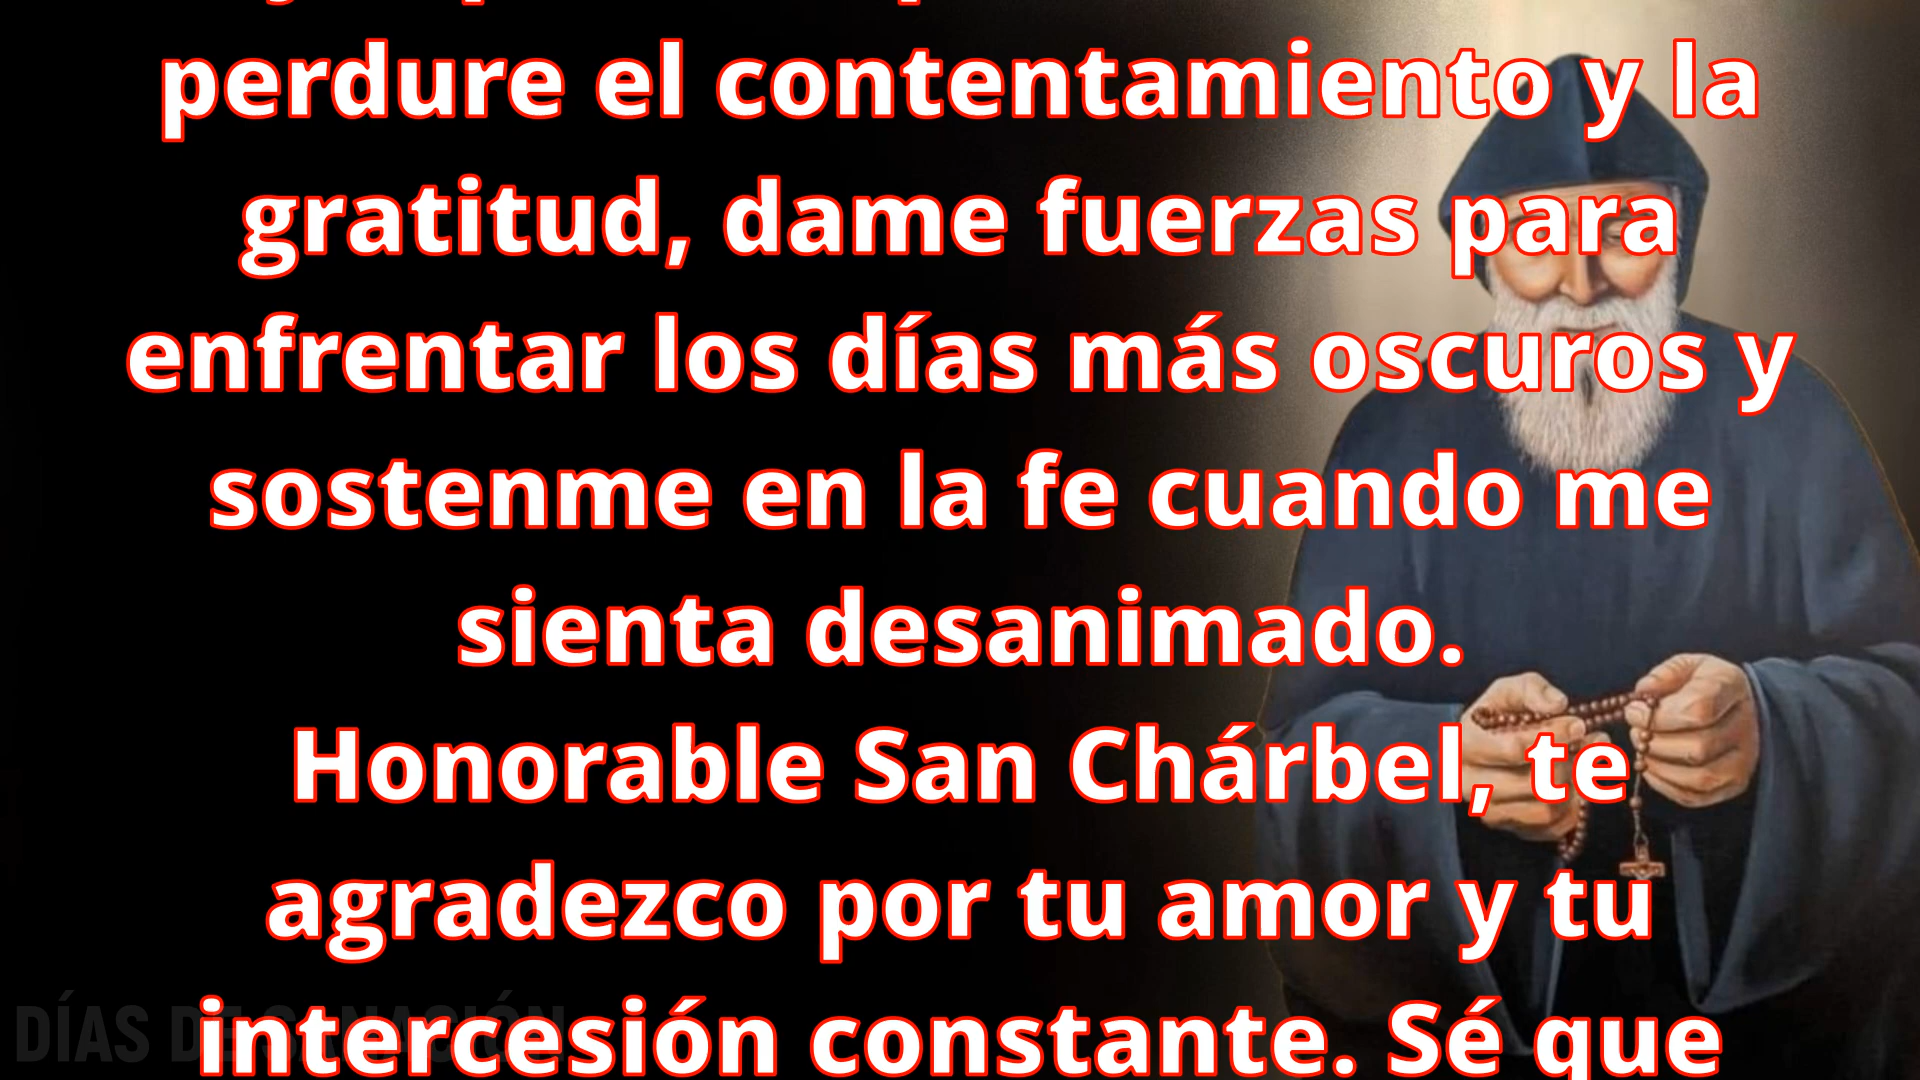 perdure el contentamiento y la
gratitud, dame fuerzas para
enfrentar los días más oscuros y
sostenme en la fe cuando me
sienta desanimado.
Honorable San Chárbel, te
agradezco por tu amor y tu
intercesión constante. Sé que
DÍAS DE SANACIÓN